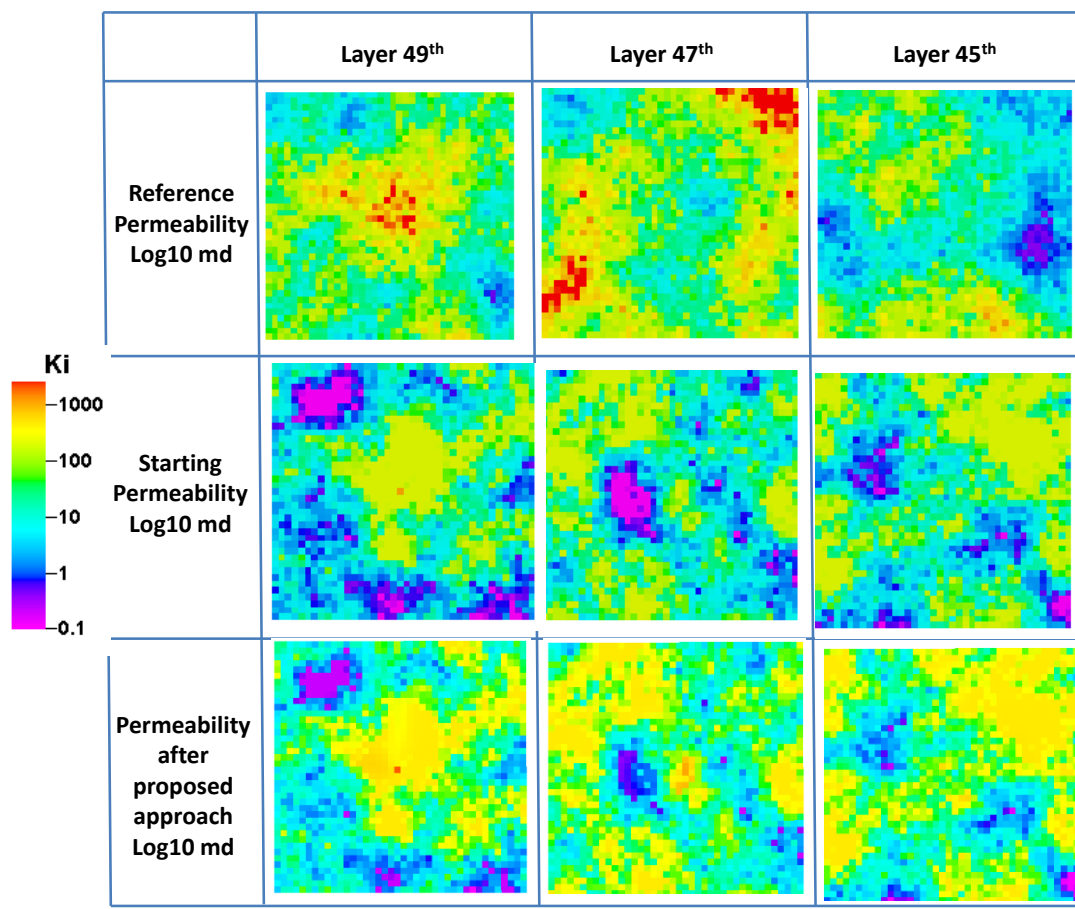 Layer 49th
Layer 47th
Layer 45th
Reference
Permeability
Log10 md
Ki
1000
100
10
1
0.1
Starting
Permeability
Log10 md
Permeability
after
proposed
approach
Log10 md